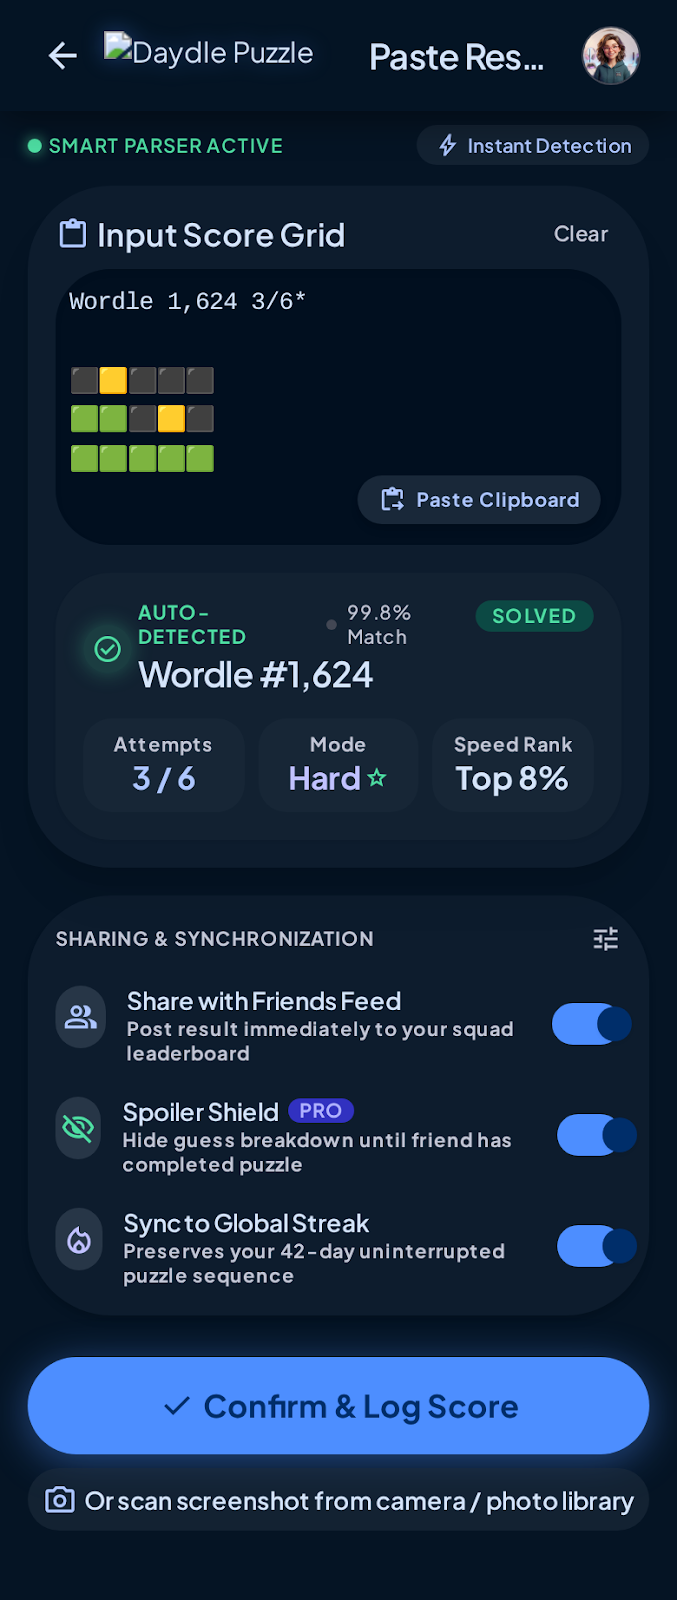 Daydle Puzzle
Paste Res...
SMART PARSER ACTIVE
Instant Detection
Input Score Grid
Clear
Wordle 1,624 3/6*
⬛🟨⬛⬛⬛
🟩🟩⬛🟨⬛
🟩🟩🟩🟩🟩
Paste Clipboard
AUTO-
DETECTED
99.8%
Match
SOLVED
Wordle #1,624
Attempts
3 / 6
Mode
Hard
Speed Rank
Top 8%
SHARING & SYNCHRONIZATION
Share with Friends Feed
Post result immediately to your squad
leaderboard
Spoiler Shield PRO
Hide guess breakdown until friend has
completed puzzle
Sync to Global Streak
Preserves your 42-day uninterrupted
puzzle sequence
Confirm & Log Score
Or scan screenshot from camera / photo library